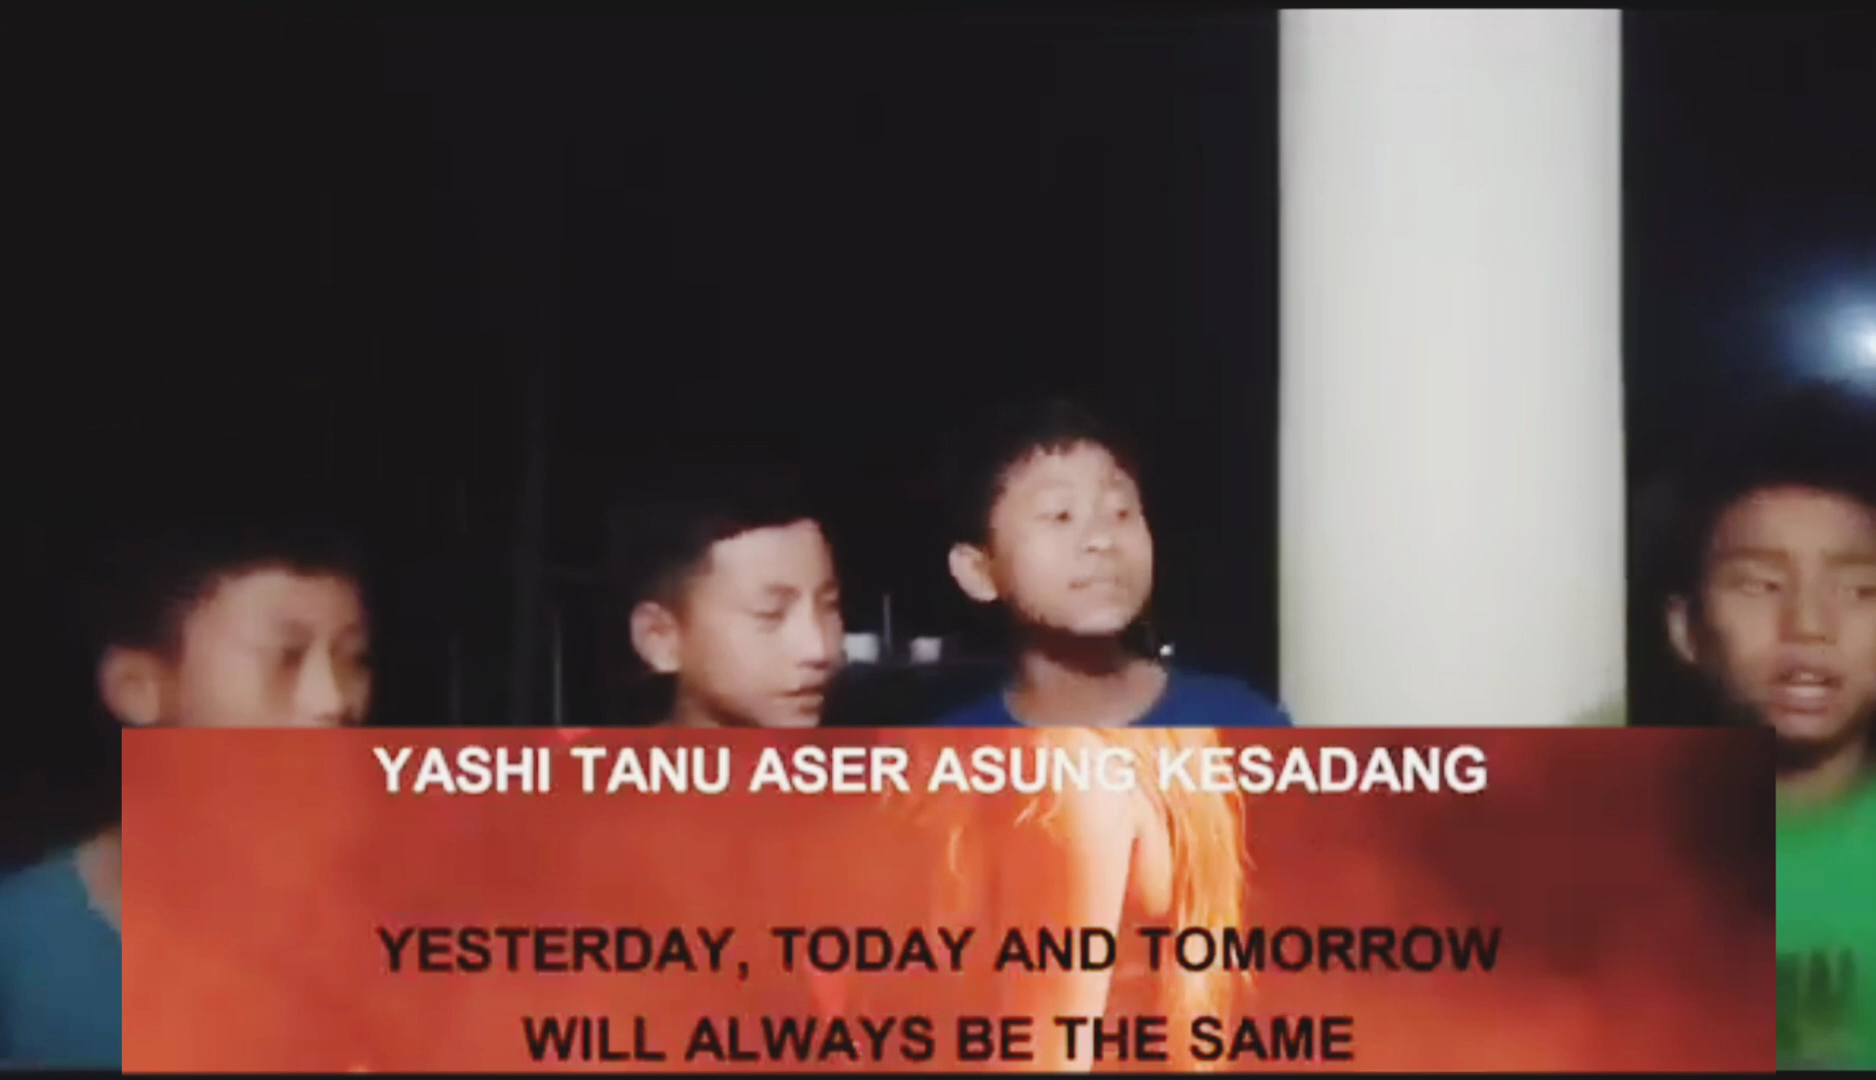 YASHI TANU ASER ASUNG KESADANG
YESTERDAY, TODAY AND TOMORROW
WILL ALWAYS BE THE SAME